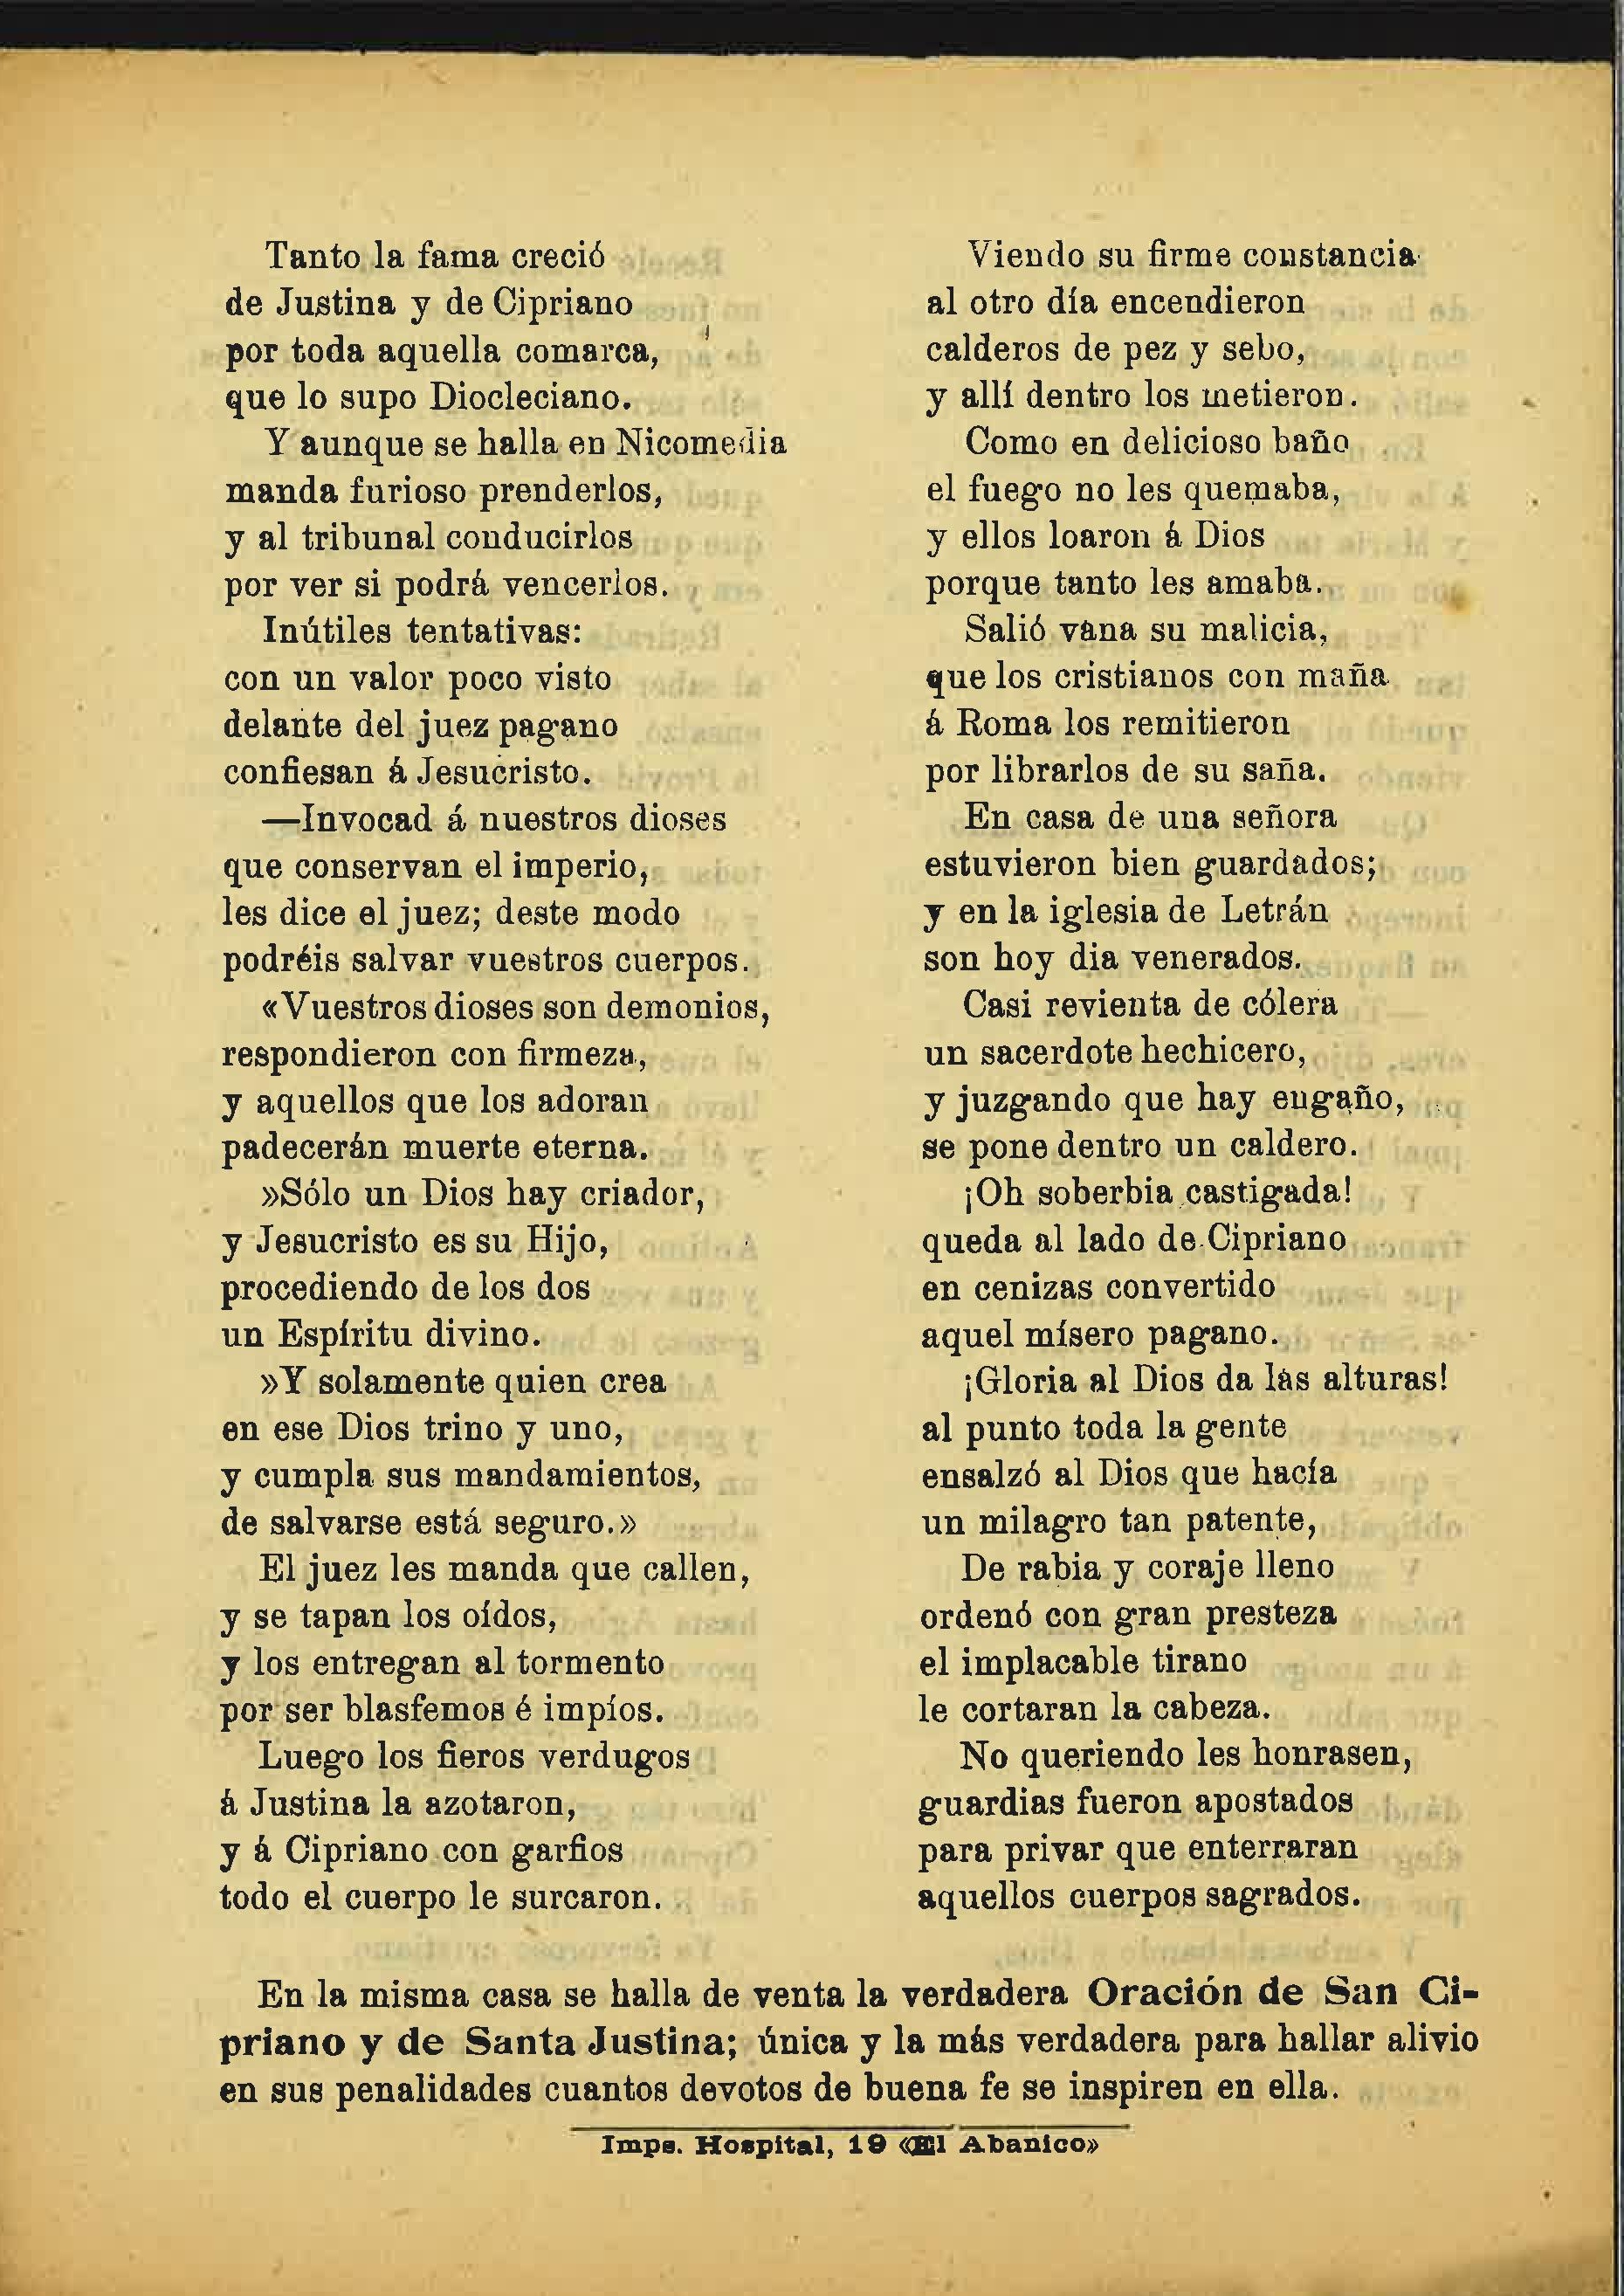 Tanto la fama creció
de Justina y de Cipriano
por toda aquella comarca,
que lo supo Diocleciano.
Y aunque se halla en Nicomedia
manda furioso prenderlos,
y al tribunal conducirlos
por ver si podrá vencerlos.
Inútiles tentativas:
con un valor poco visto
delante del juez pagano
confiesan á Jesucristo.
—Invocad á nuestros dioses
que conservan el imperio,
les dice el juez; deste modo
podréis salvar vuestros cuerpos.
«Vuestros dioses son demonios,
respondieron con firmeza,
y aquellos que los adoran
padecerán muerte eterna.
»Sólo un Dios hay criador,
y Jesucristo es su Hijo,
procediendo de los dos
un Espíritu divino.
»Y solamente quien crea
en ese Dios trino y uno,
y cumpla sus mandamientos,
de salvarse está seguro.»
El juez les manda que callen,
y se tapan los oídos,
y los entregan al tormento
por ser blasfemos é impíos.
Luego los fieros verdugos
á Justina la azotaron,
y á Cipriano con garfios
todo el cuerpo le surcaron.
Viendo su firme constancia
al otro día encendieron
calderos de pez y sebo,
y allí dentro los metieron.
Como en delicioso baño
el fuego no les quemaba,
y ellos loaron á Dios
porque tanto les amaba.
Salió vana su malicia,
que los cristianos con maña
á Roma los remitieron
por librarlos de su saña.
En casa de una señora
estuvieron bien guardados;
y en la iglesia de Letrán
son hoy dia venerados.
Casi revienta de cólera
un sacerdote hechicero,
y juzgando que hay engaño,
se pone dentro un caldero.
¡Oh soberbia castigada!
queda al lado de Cipriano
en cenizas convertido
aquel mísero pagano.
¡Gloria al Dios da las alturas!
al punto toda la gente
ensalzó al Dios que hacía
un milagro tan patente,
De rabia y coraje lleno
ordenó con gran presteza
el implacable tirano
le cortaran la cabeza.
No queriendo les honrasen,
guardias fueron apostados
para privar que enterraran
aquellos cuerpos sagrados.
En la misma casa se halla de venta la verdadera Oración de San Ci-
priano y de Santa Justina; única y la más verdadera para hallar alivio
en sus penalidades cuantos devotos de buena fe se inspiren en ella.
Imps. Hospital, 19 «El Abanico»